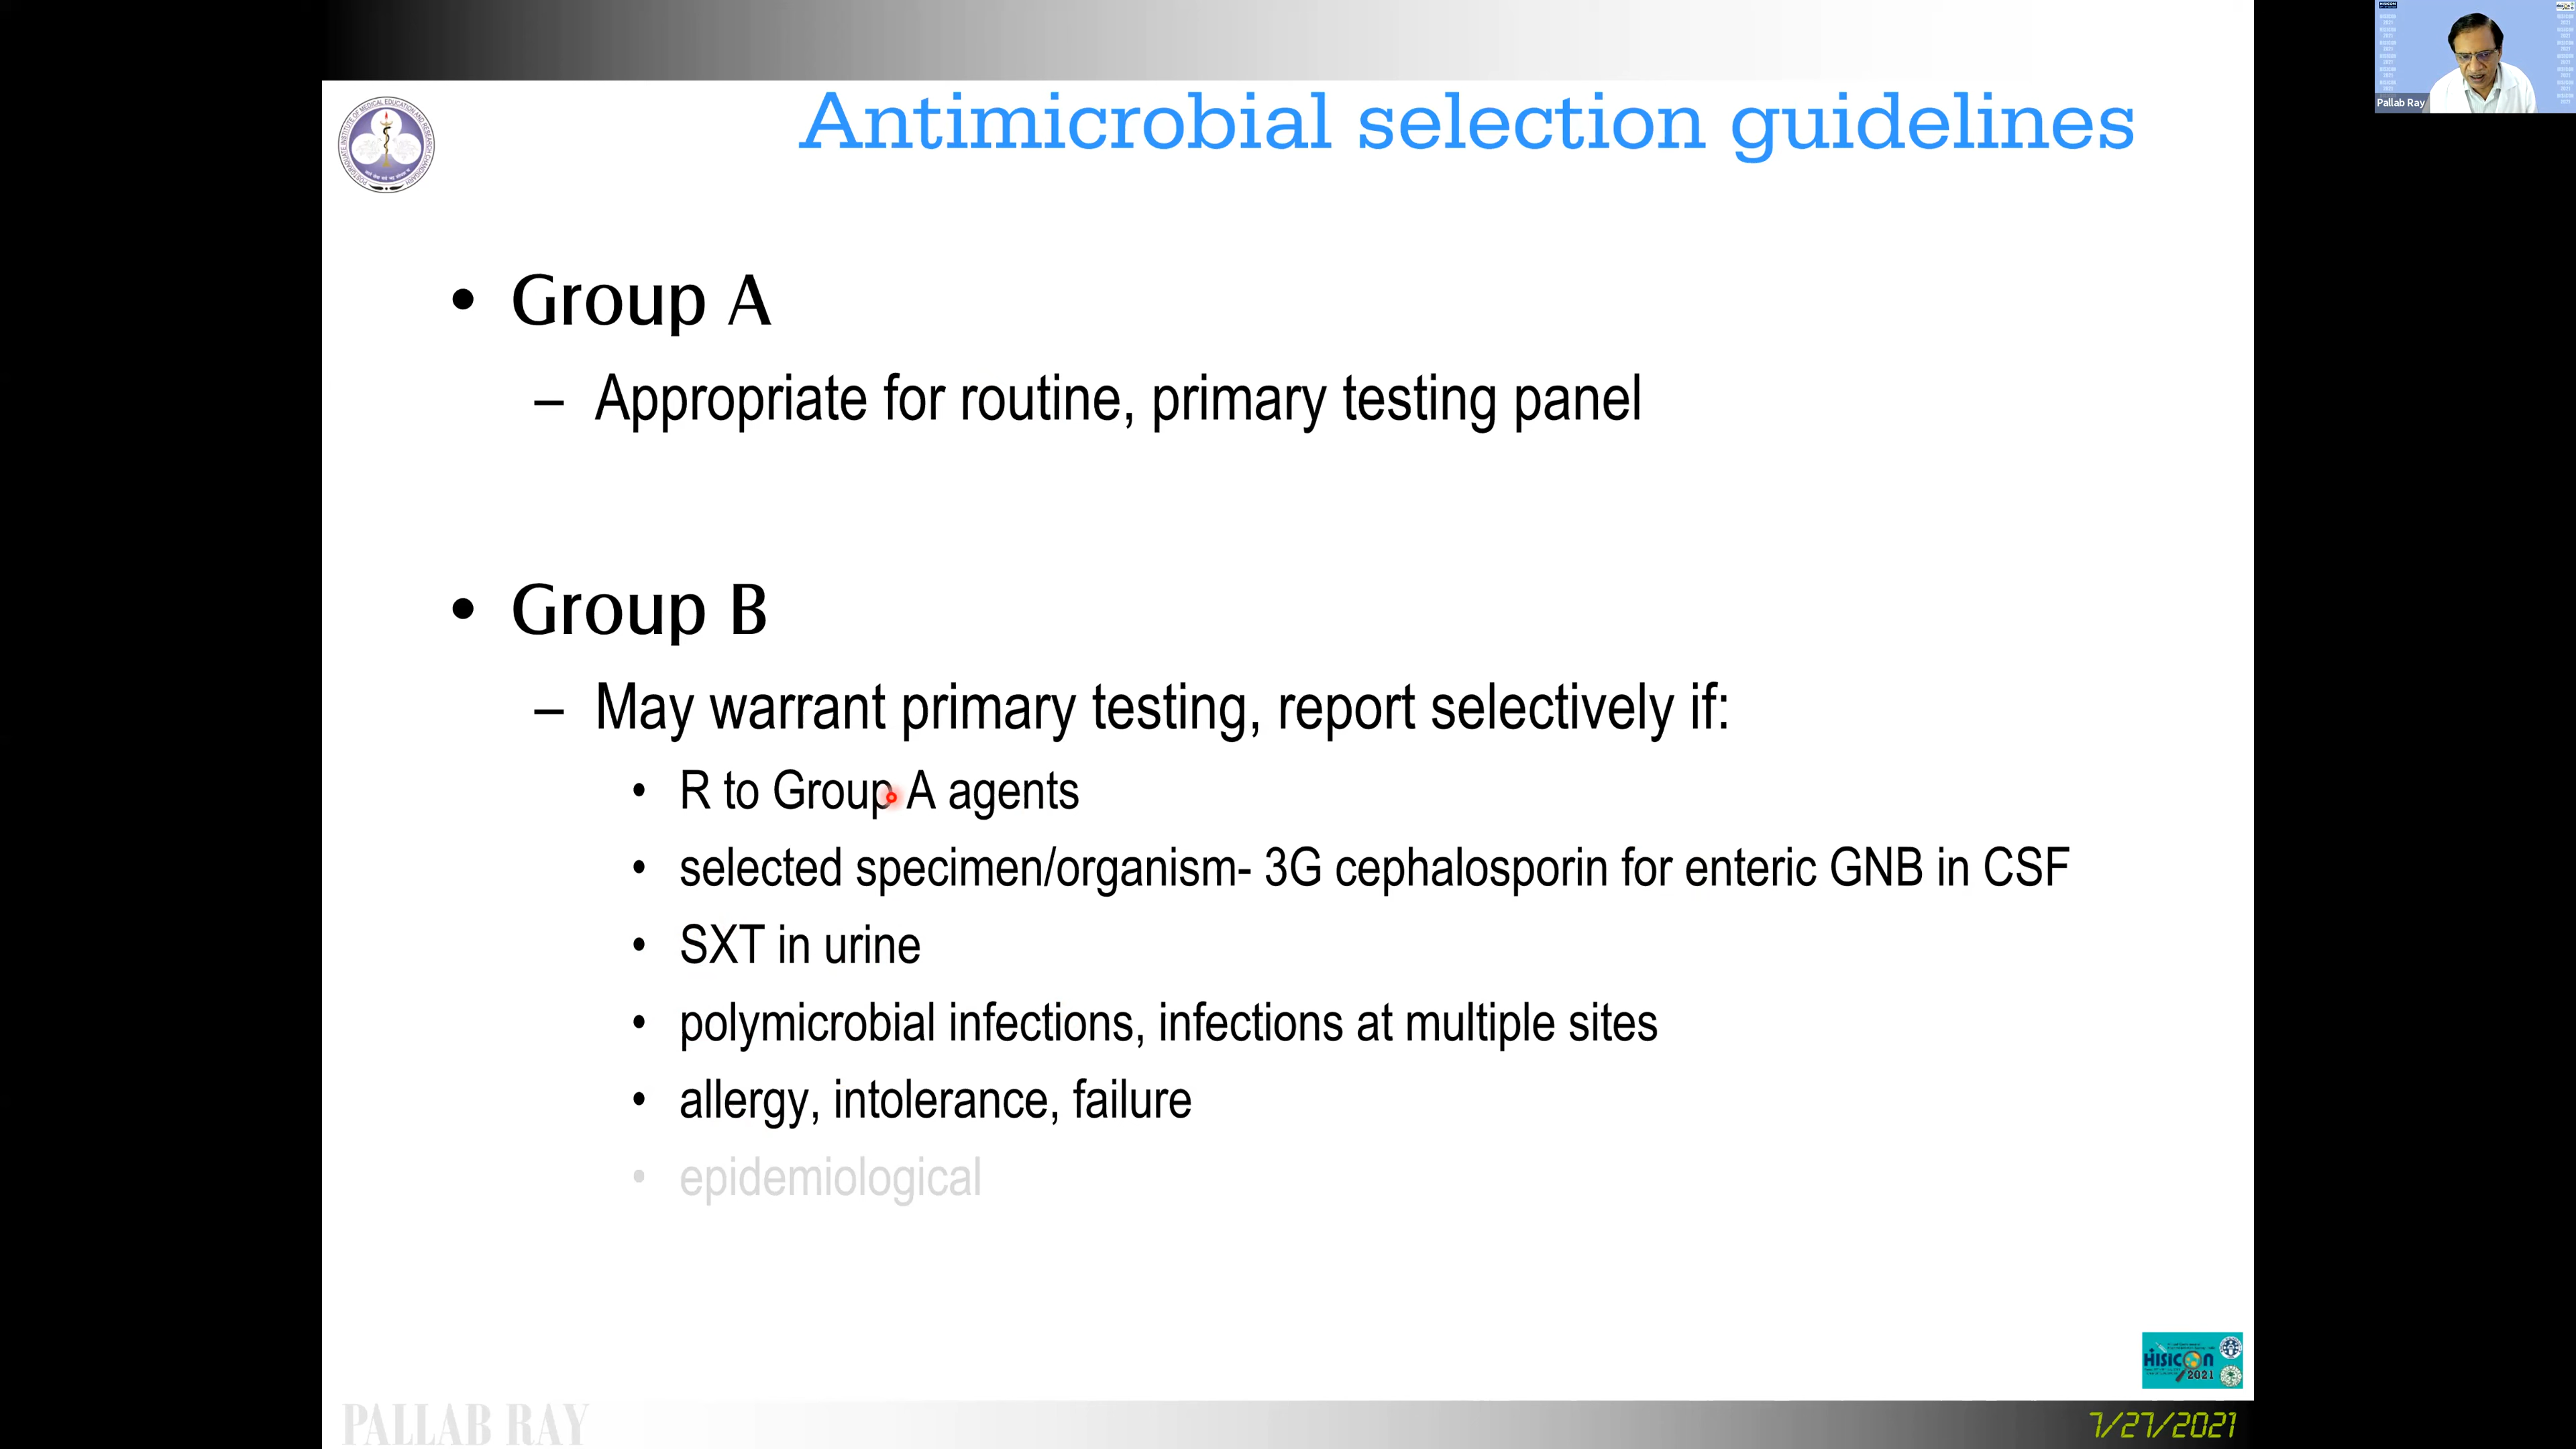 Antimicrobial selection guidelines
Pallab Ray
• Group A
– Appropriate for routine, primary testing panel
• Group B
– May warrant primary testing, report selectively if:
• R to Group A agents
• selected specimen/organism- 3G cephalosporin for enteric GNB in CSF
• SXT in urine
• polymicrobial infections, infections at multiple sites
• allergy, intolerance, failure
• epidemiological
HISICON
2021
PALLAB RAY
7/27/2021